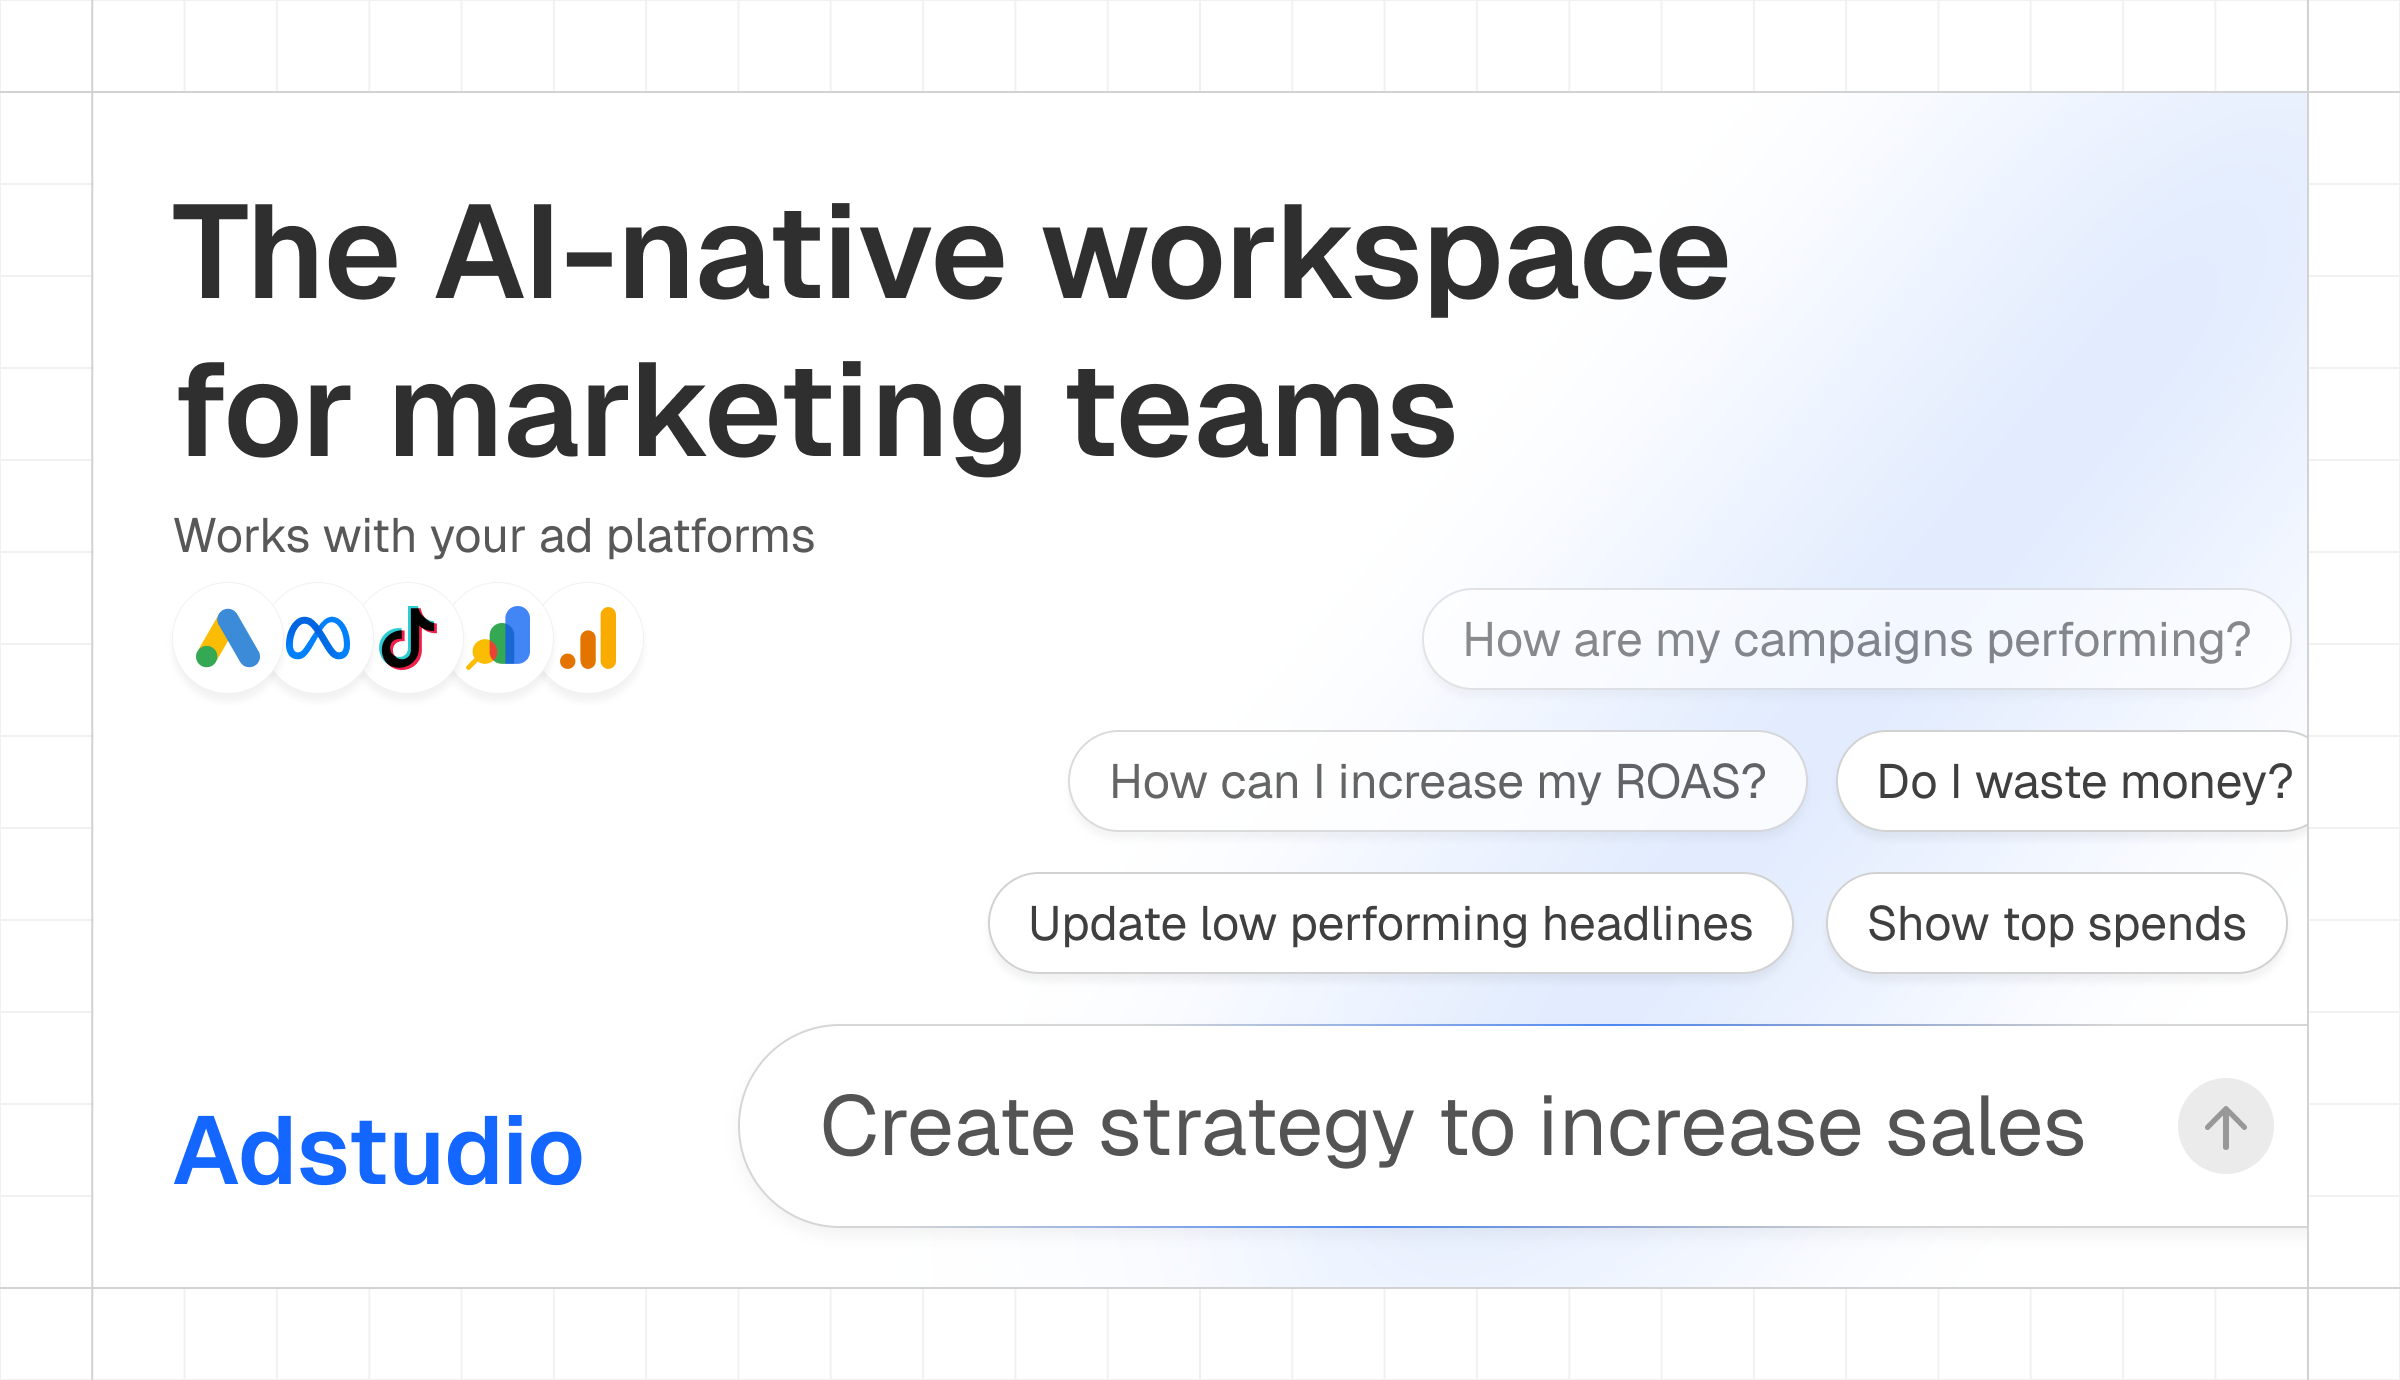 The AI-native workspace
for marketing teams
Works with your ad platforms
How are my campaigns performing?
How can I increase my ROAS?
Do I waste money?
Update low performing headlines
Show top spends
Create strategy to increase sales
Adstudio